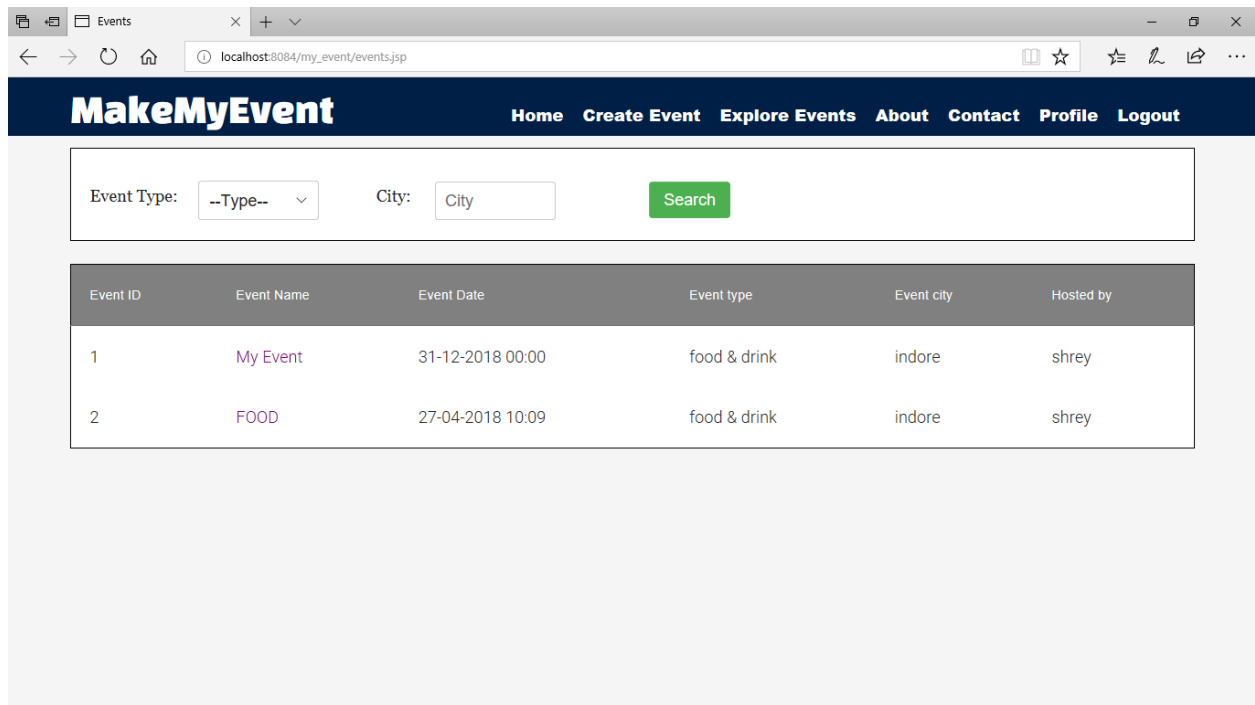 Events
localhost:8084/my_event/events.jsp
MakeMyEvent
Home Create Event Explore Events About Contact Profile Logout
Event Type: --Type-- City: City Search
Event ID Event Name Event Date Event type Event city Hosted by
1 My Event 31-12-2018 00:00 food & drink indore shrey
2 FOOD 27-04-2018 10:09 food & drink indore shrey